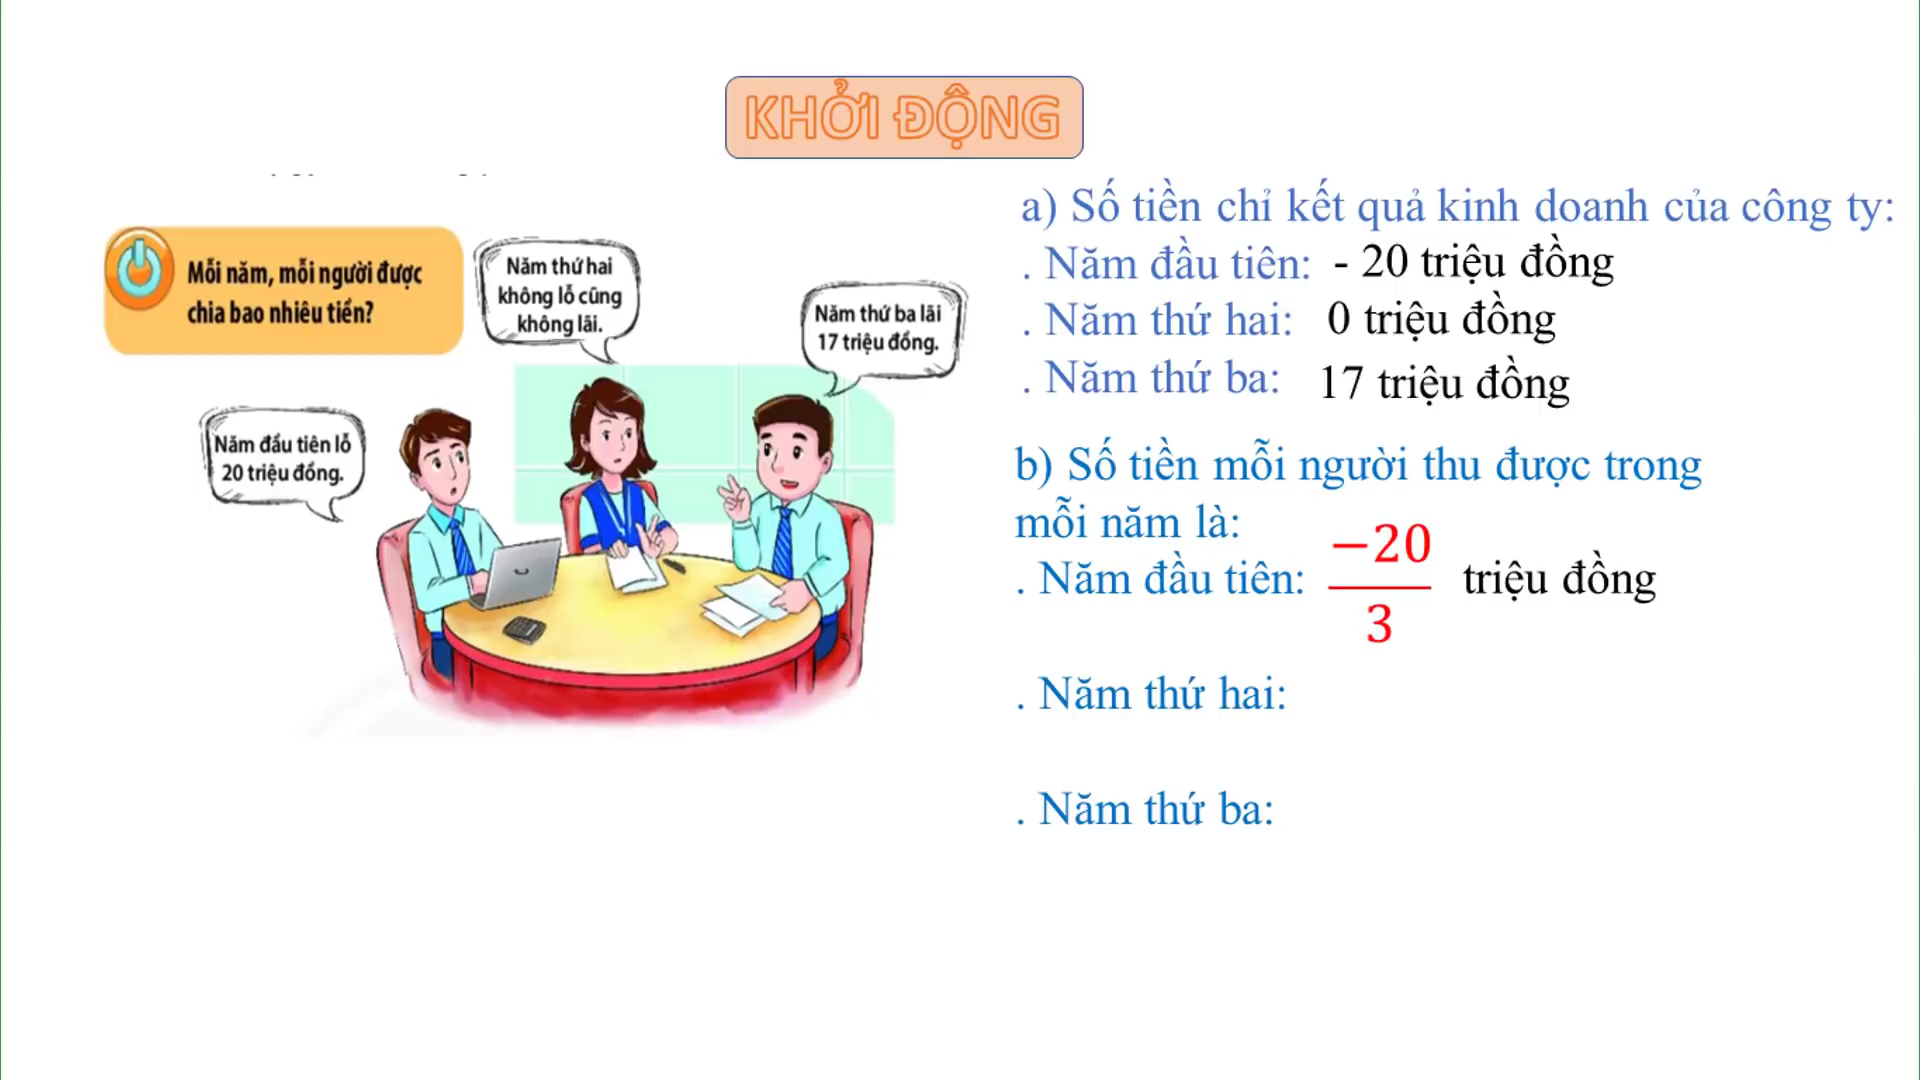 KHỞI ĐỘNG
Mỗi năm, mỗi người được
chia bao nhiêu tiền?
Năm thứ hai
không lỗ cũng
không lãi.
Năm thứ ba lãi
17 triệu đồng.
Năm đầu tiên lỗ
20 triệu đồng.
a) Số tiền chỉ kết quả kinh doanh của công ty:
. Năm đầu tiên: - 20 triệu đồng
. Năm thứ hai: 0 triệu đồng
. Năm thứ ba: 17 triệu đồng
b) Số tiền mỗi người thu được trong
mỗi năm là:
. Năm đầu tiên: −20/3 triệu đồng
. Năm thứ hai:
. Năm thứ ba: